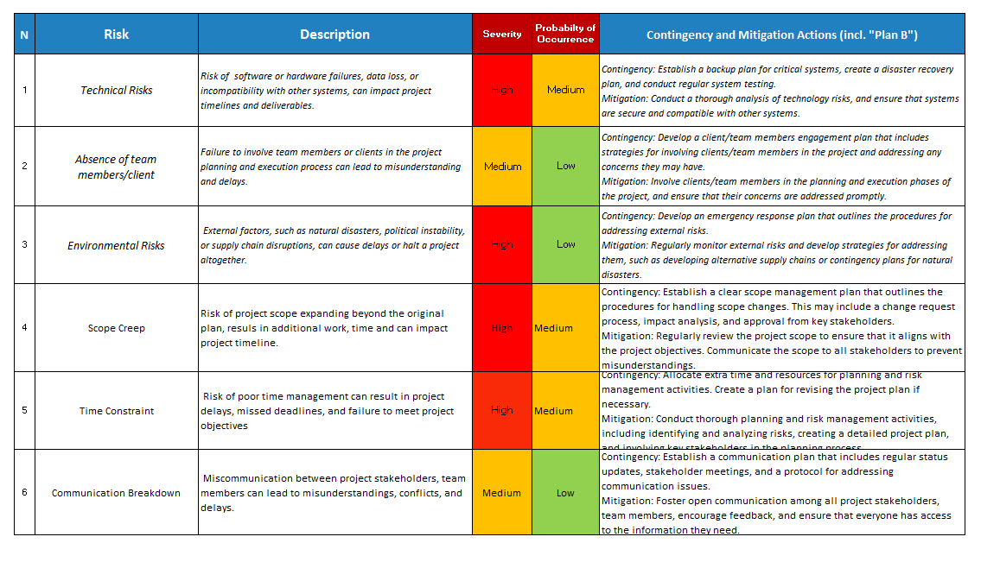 N
Risk
Description
Severity
Probabilty of
Occurrence
Contingency and Mitigation Actions (incl. "Plan B")
1
Technical Risks
Risk of  software or hardware failures, data loss, or
incompatibility with other systems, can impact project
timelines and deliverables.
High
Medium
Contingency: Establish a backup plan for critical systems, create a disaster recovery
plan, and conduct regular system testing.
Mitigation: Conduct a thorough analysis of technology risks, and ensure that systems
are secure and compatible with other systems.
2
Absence of team
members/client
Failure to involve team members or clients in the project
planning and execution process can lead to misunderstanding
and delays.
Medium
Low
Contingency: Develop a client/team members engagement plan that includes
strategies for involving clients/team members in the project and addressing any
concerns they may have.
Mitigation: Involve clients/team members in the planning and execution phases of
the project, and ensure that their concerns are addressed promptly.
3
Environmental Risks
External factors, such as natural disasters, political instability,
or supply chain disruptions, can cause delays or halt a project
altogether.
High
Low
Contingency: Develop an emergency response plan that outlines the procedures for
addressing external risks.
Mitigation: Regularly monitor external risks and develop strategies for addressing
them, such as developing alternative supply chains or contingency plans for natural
disasters.
4
Scope Creep
Risk of project scope expanding beyond the original
plan, resuls in additional work, time and can impact
project timeline.
High
Medium
Contingency: Establish a clear scope management plan that outlines the
procedures for handling scope changes. This may include a change request
process, impact analysis, and approval from key stakeholders.
Mitigation: Regularly review the project scope to ensure that it aligns with
the project objectives. Communicate the scope to all stakeholders to prevent
misunderstandings.
5
Time Constraint
Risk of poor time management can result in project
delays, missed deadlines, and failure to meet project
objectives
High
Medium
Contingency: Allocate extra time and resources for planning and risk
management activities. Create a plan for revising the project plan if
necessary.
Mitigation: Conduct thorough planning and risk management activities,
including identifying and analyzing risks, creating a detailed project plan,
and involving key stakeholders in the planning process.
6
Communication Breakdown
Miscommunication between project stakeholders, team
members can lead to misunderstandings, conflicts, and
delays.
Medium
Low
Contingency: Establish a communication plan that includes regular status
updates, stakeholder meetings, and a protocol for addressing
communication issues.
Mitigation: Foster open communication among all project stakeholders,
team members, encourage feedback, and ensure that everyone has access
to the information they need.